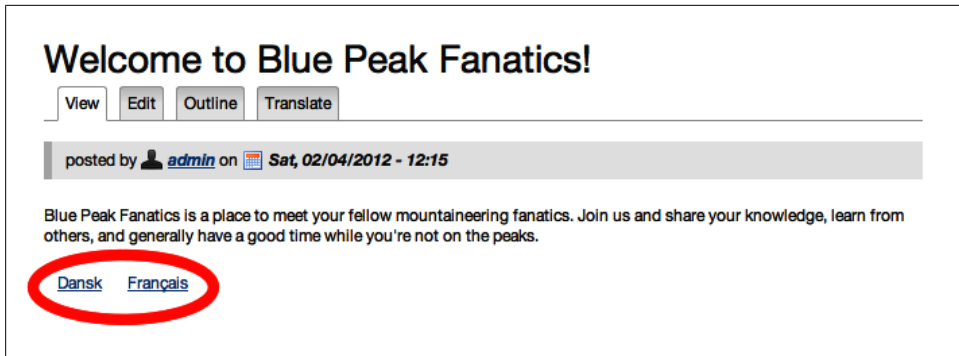 Welcome to Blue Peak Fanatics!
View Edit Outline Translate
posted by admin on Sat, 02/04/2012 - 12:15
Blue Peak Fanatics is a place to meet your fellow mountaineering fanatics. Join us and share your knowledge, learn from
others, and generally have a good time while you're not on the peaks.
Dansk Français